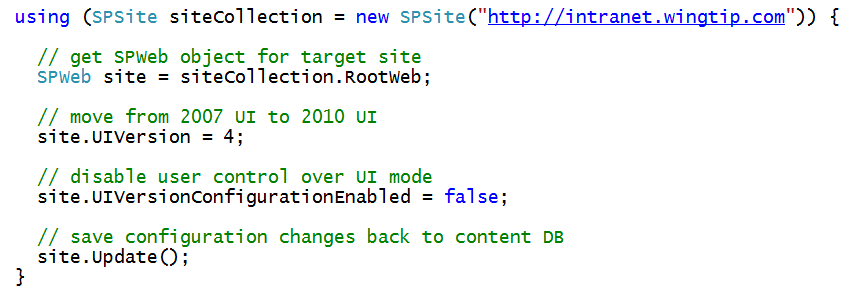 using (SPSite siteCollection = new SPSite("http://intranet.wingtip.com")) {
// get SPWeb object for target site
SPWeb site = siteCollection.RootWeb;
// move from 2007 UI to 2010 UI
site.UIVersion = 4;
// disable user control over UI mode
site.UIVersionConfigurationEnabled = false;
// save configuration changes back to content DB
site.Update();
}